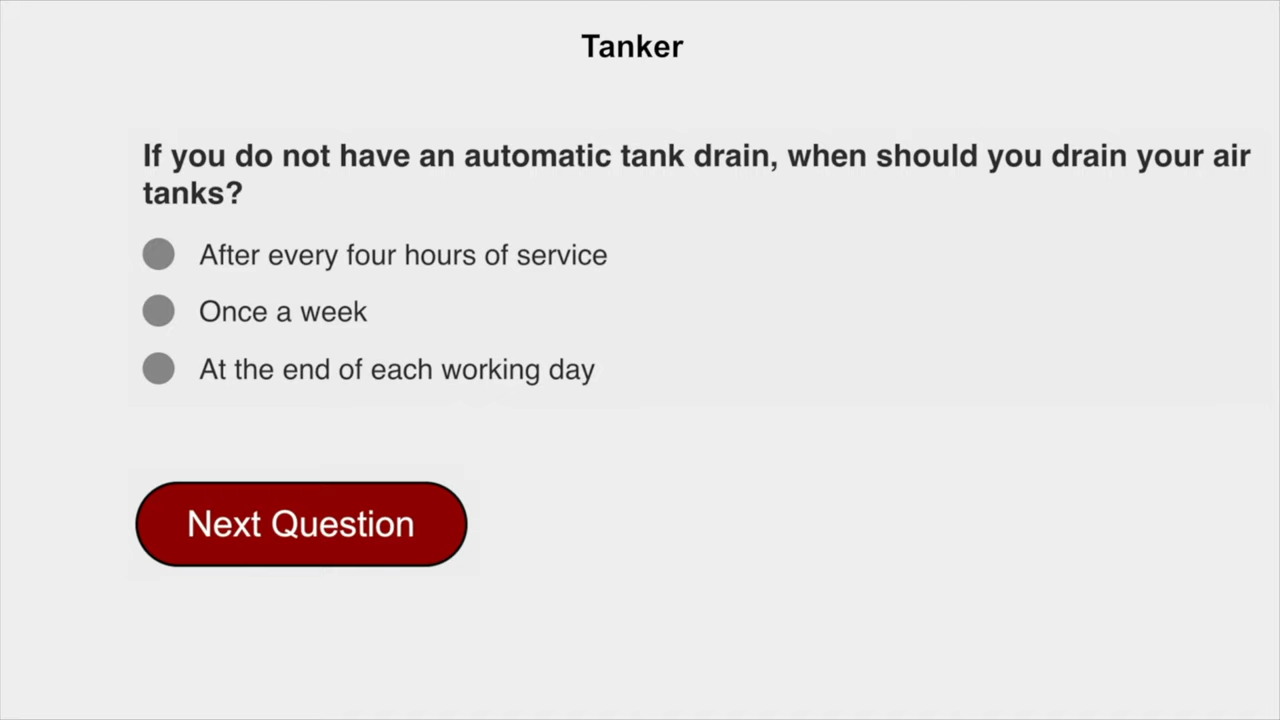 Tanker
If you do not have an automatic tank drain, when should you drain your air
tanks?
After every four hours of service
Once a week
At the end of each working day
Next Question